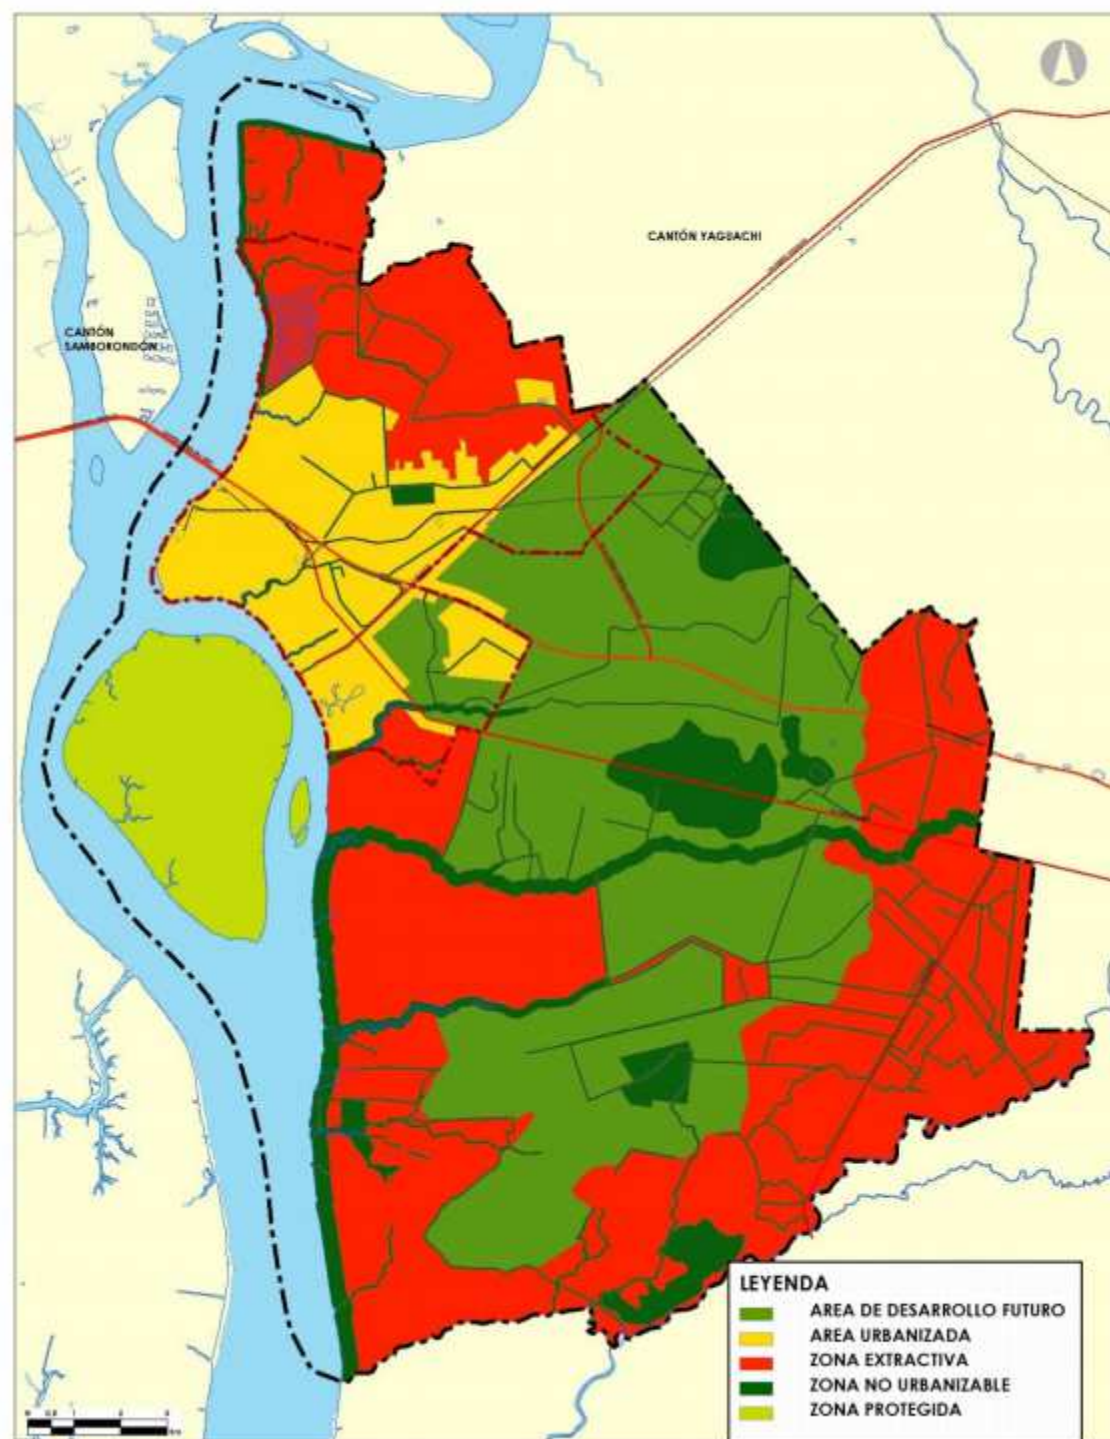 CANTÓN YAGUACHI
CANTÓN
SAMBORONDÓN
LEYENDA
AREA DE DESARROLLO FUTURO
AREA URBANIZADA
ZONA EXTRACTIVA
ZONA NO URBANIZABLE
ZONA PROTEGIDA